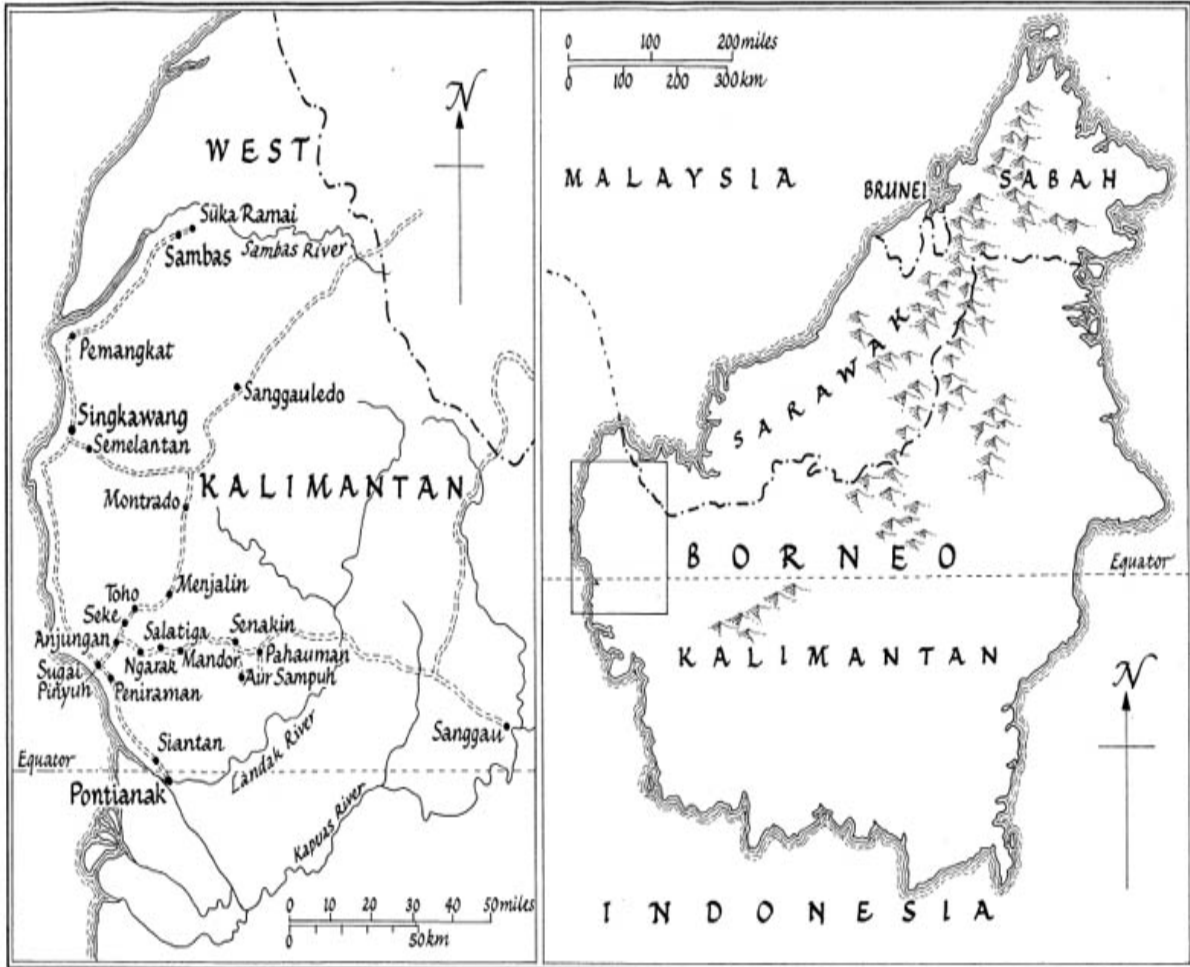 N
WEST
Suka Ramai
Sambas
Sambas River
Pemangkat
Sanggauledo
Singkawang
Semelantan
KALIMANTAN
Montrado
Menjalin
Toho
Seke
Anjungan
Salatiga
Senakin
Ngarak
Mandor
Pahauman
Sugai
Pinyuh
Peniraman
Aur Sampuh
Sanggau
Siantan
Landak River
Equator
Pontianak
Kapuas River
0 10 20 30 40 50 miles
0 50 km
0 100 200 miles
0 100 200 300 km
MALAYSIA
BRUNEI
SABAH
SARAWAK
BORNEO
Equator
KALIMANTAN
N
INDONESIA